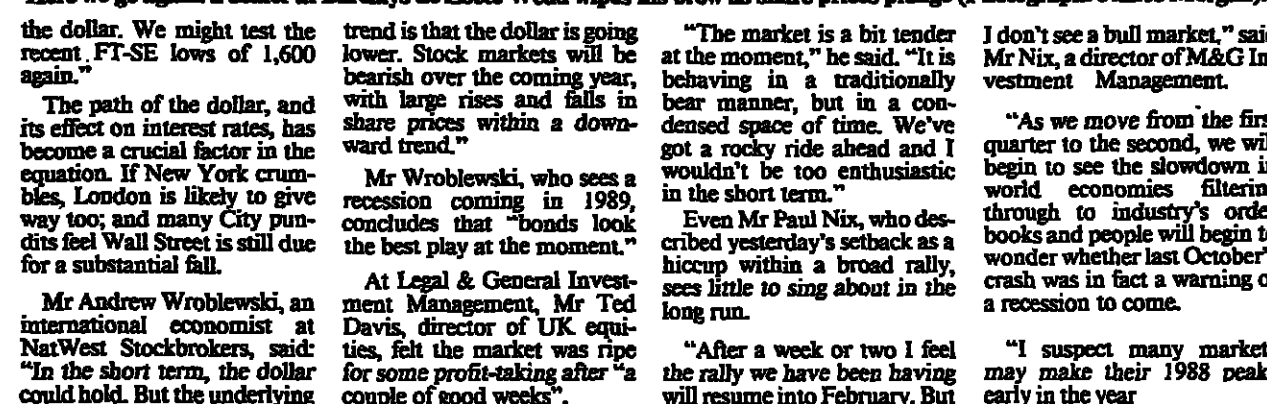 the dollar. We might test the
recent FT-SE lows of 1,600
again."
The path of the dollar, and
its effect on interest rates, has
become a crucial factor in the
equation. If New York crum-
bles, London is likely to give
way too; and many City pun-
dits feel Wall Street is still due
for a substantial fall.
Mr Andrew Wroblewski, an
international economist at
NatWest Stockbrokers, said:
"In the short term, the dollar
could hold. But the underlying
trend is that the dollar is going
lower. Stock markets will be
bearish over the coming year,
with large rises and falls in
share prices within a down-
ward trend."
Mr Wroblewski, who sees a
recession coming in 1989,
concludes that "bonds look
the best play at the moment."
At Legal & General Invest-
ment Management, Mr Ted
Davis, director of UK equi-
ties, felt the market was ripe
for some profit-taking after "a
couple of good weeks".
"The market is a bit tender
at the moment," he said. "It is
behaving in a traditionally
bear manner, but in a con-
densed space of time. We've
got a rocky ride ahead and I
wouldn't be too enthusiastic
in the short term."
Even Mr Paul Nix, who des-
cribed yesterday's setback as a
hiccup within a broad rally,
sees little to sing about in the
long run.
"After a week or two I feel
the rally we have been having
will resume into February. But
I don't see a bull market," said
Mr Nix, a director of M&G In-
vestment Management.
"As we move from the firs
quarter to the second, we wil
begin to see the slowdown i
world economies filterin
through to industry's orde
books and people will begin t
wonder whether last October'
crash was in fact a warning o
a recession to come.
"I suspect many market
may make their 1988 peak
early in the year